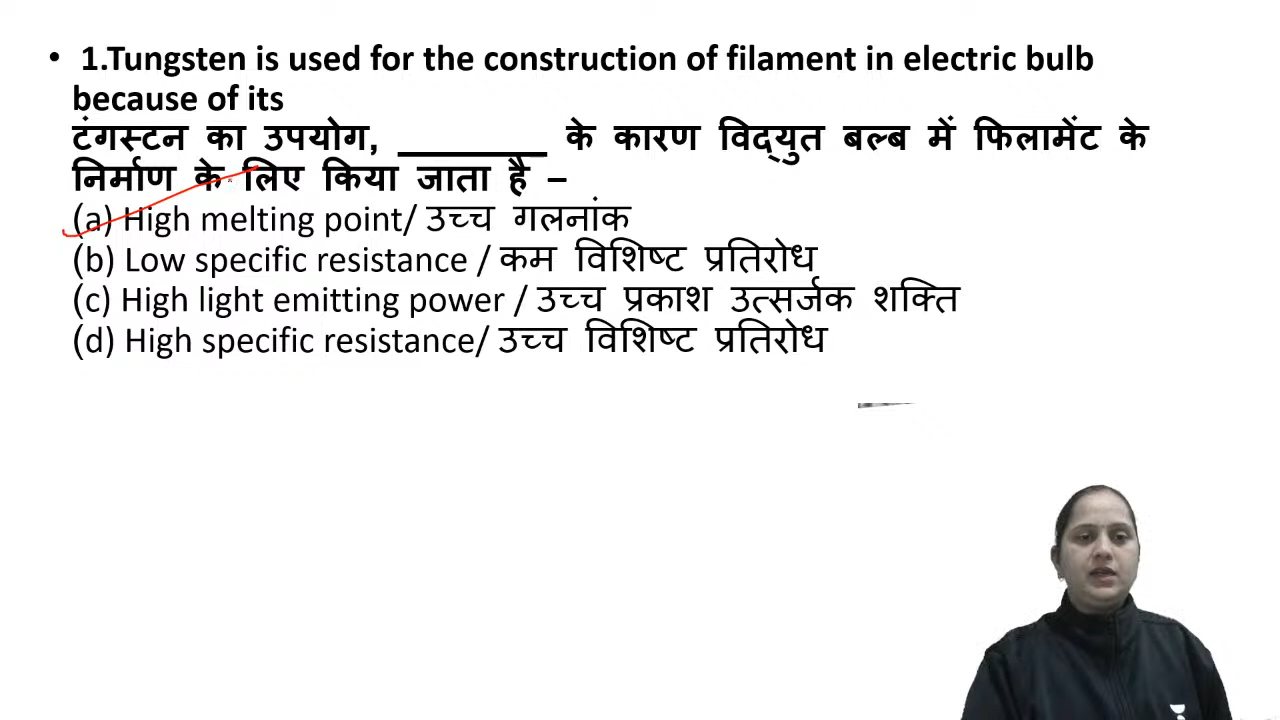 • 1.Tungsten is used for the construction of filament in electric bulb
because of its
टंगस्टन का उपयोग, ________ के कारण विद्युत बल्ब में फिलामेंट के
निर्माण के लिए किया जाता है –
(a) High melting point/ उच्च गलनांक
(b) Low specific resistance / कम विशिष्ट प्रतिरोध
(c) High light emitting power / उच्च प्रकाश उत्सर्जक शक्ति
(d) High specific resistance/ उच्च विशिष्ट प्रतिरोध